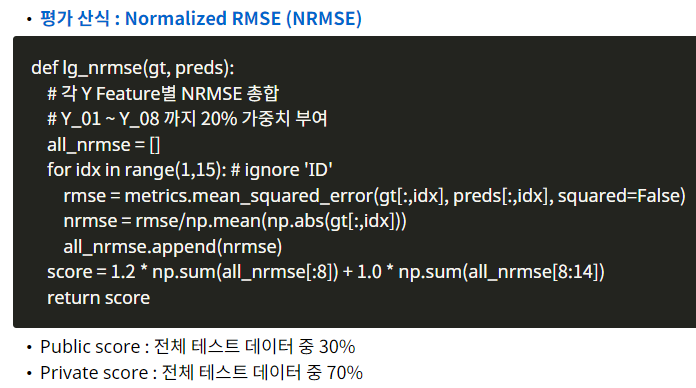 • 평가 산식 : Normalized RMSE (NRMSE)
def lg_nrmse(gt, preds):
    # 각 Y Feature별 NRMSE 총합
    # Y_01 ~ Y_08 까지 20% 가중치 부여
    all_nrmse = []
    for idx in range(1,15): # ignore 'ID'
        rmse = metrics.mean_squared_error(gt[:,idx], preds[:,idx], squared=False)
        nrmse = rmse/np.mean(np.abs(gt[:,idx]))
        all_nrmse.append(nrmse)
    score = 1.2 * np.sum(all_nrmse[:8]) + 1.0 * np.sum(all_nrmse[8:14])
    return score
• Public score : 전체 테스트 데이터 중 30%
• Private score : 전체 테스트 데이터 중 70%